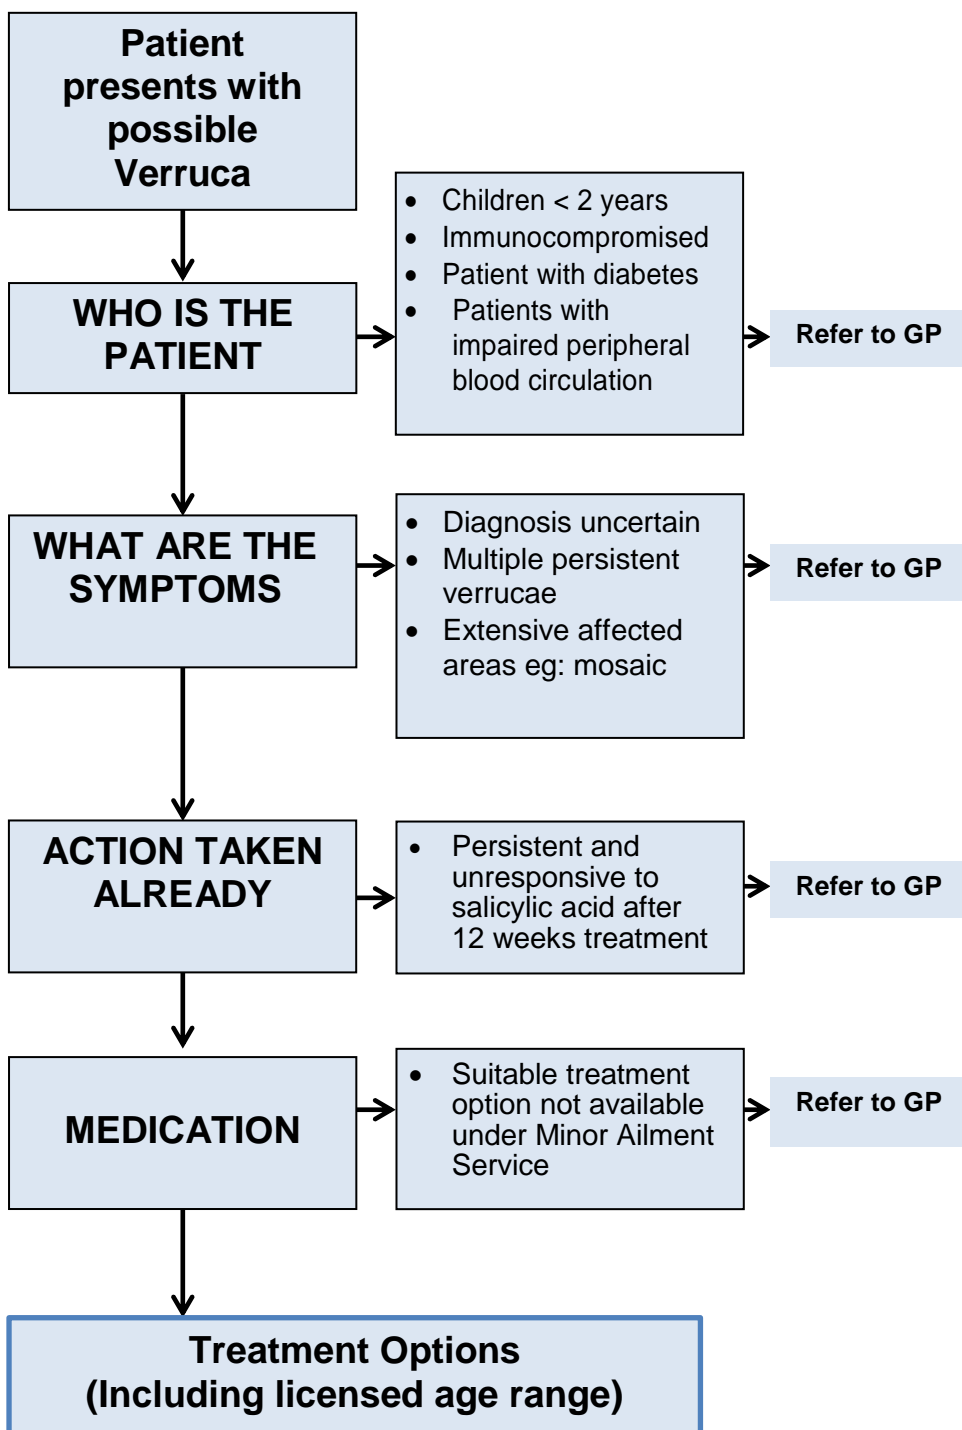 Patient
presents with
possible
Verruca
WHO IS THE
PATIENT
• Children < 2 years
• Immunocompromised
• Patient with diabetes
• Patients with
impaired peripheral
blood circulation
Refer to GP
WHAT ARE THE
SYMPTOMS
• Diagnosis uncertain
• Multiple persistent
verrucae
• Extensive affected
areas eg: mosaic
Refer to GP
ACTION TAKEN
ALREADY
• Persistent and
unresponsive to
salicylic acid after
12 weeks treatment
Refer to GP
MEDICATION
• Suitable treatment
option not available
under Minor Ailment
Service
Refer to GP
Treatment Options
(Including licensed age range)